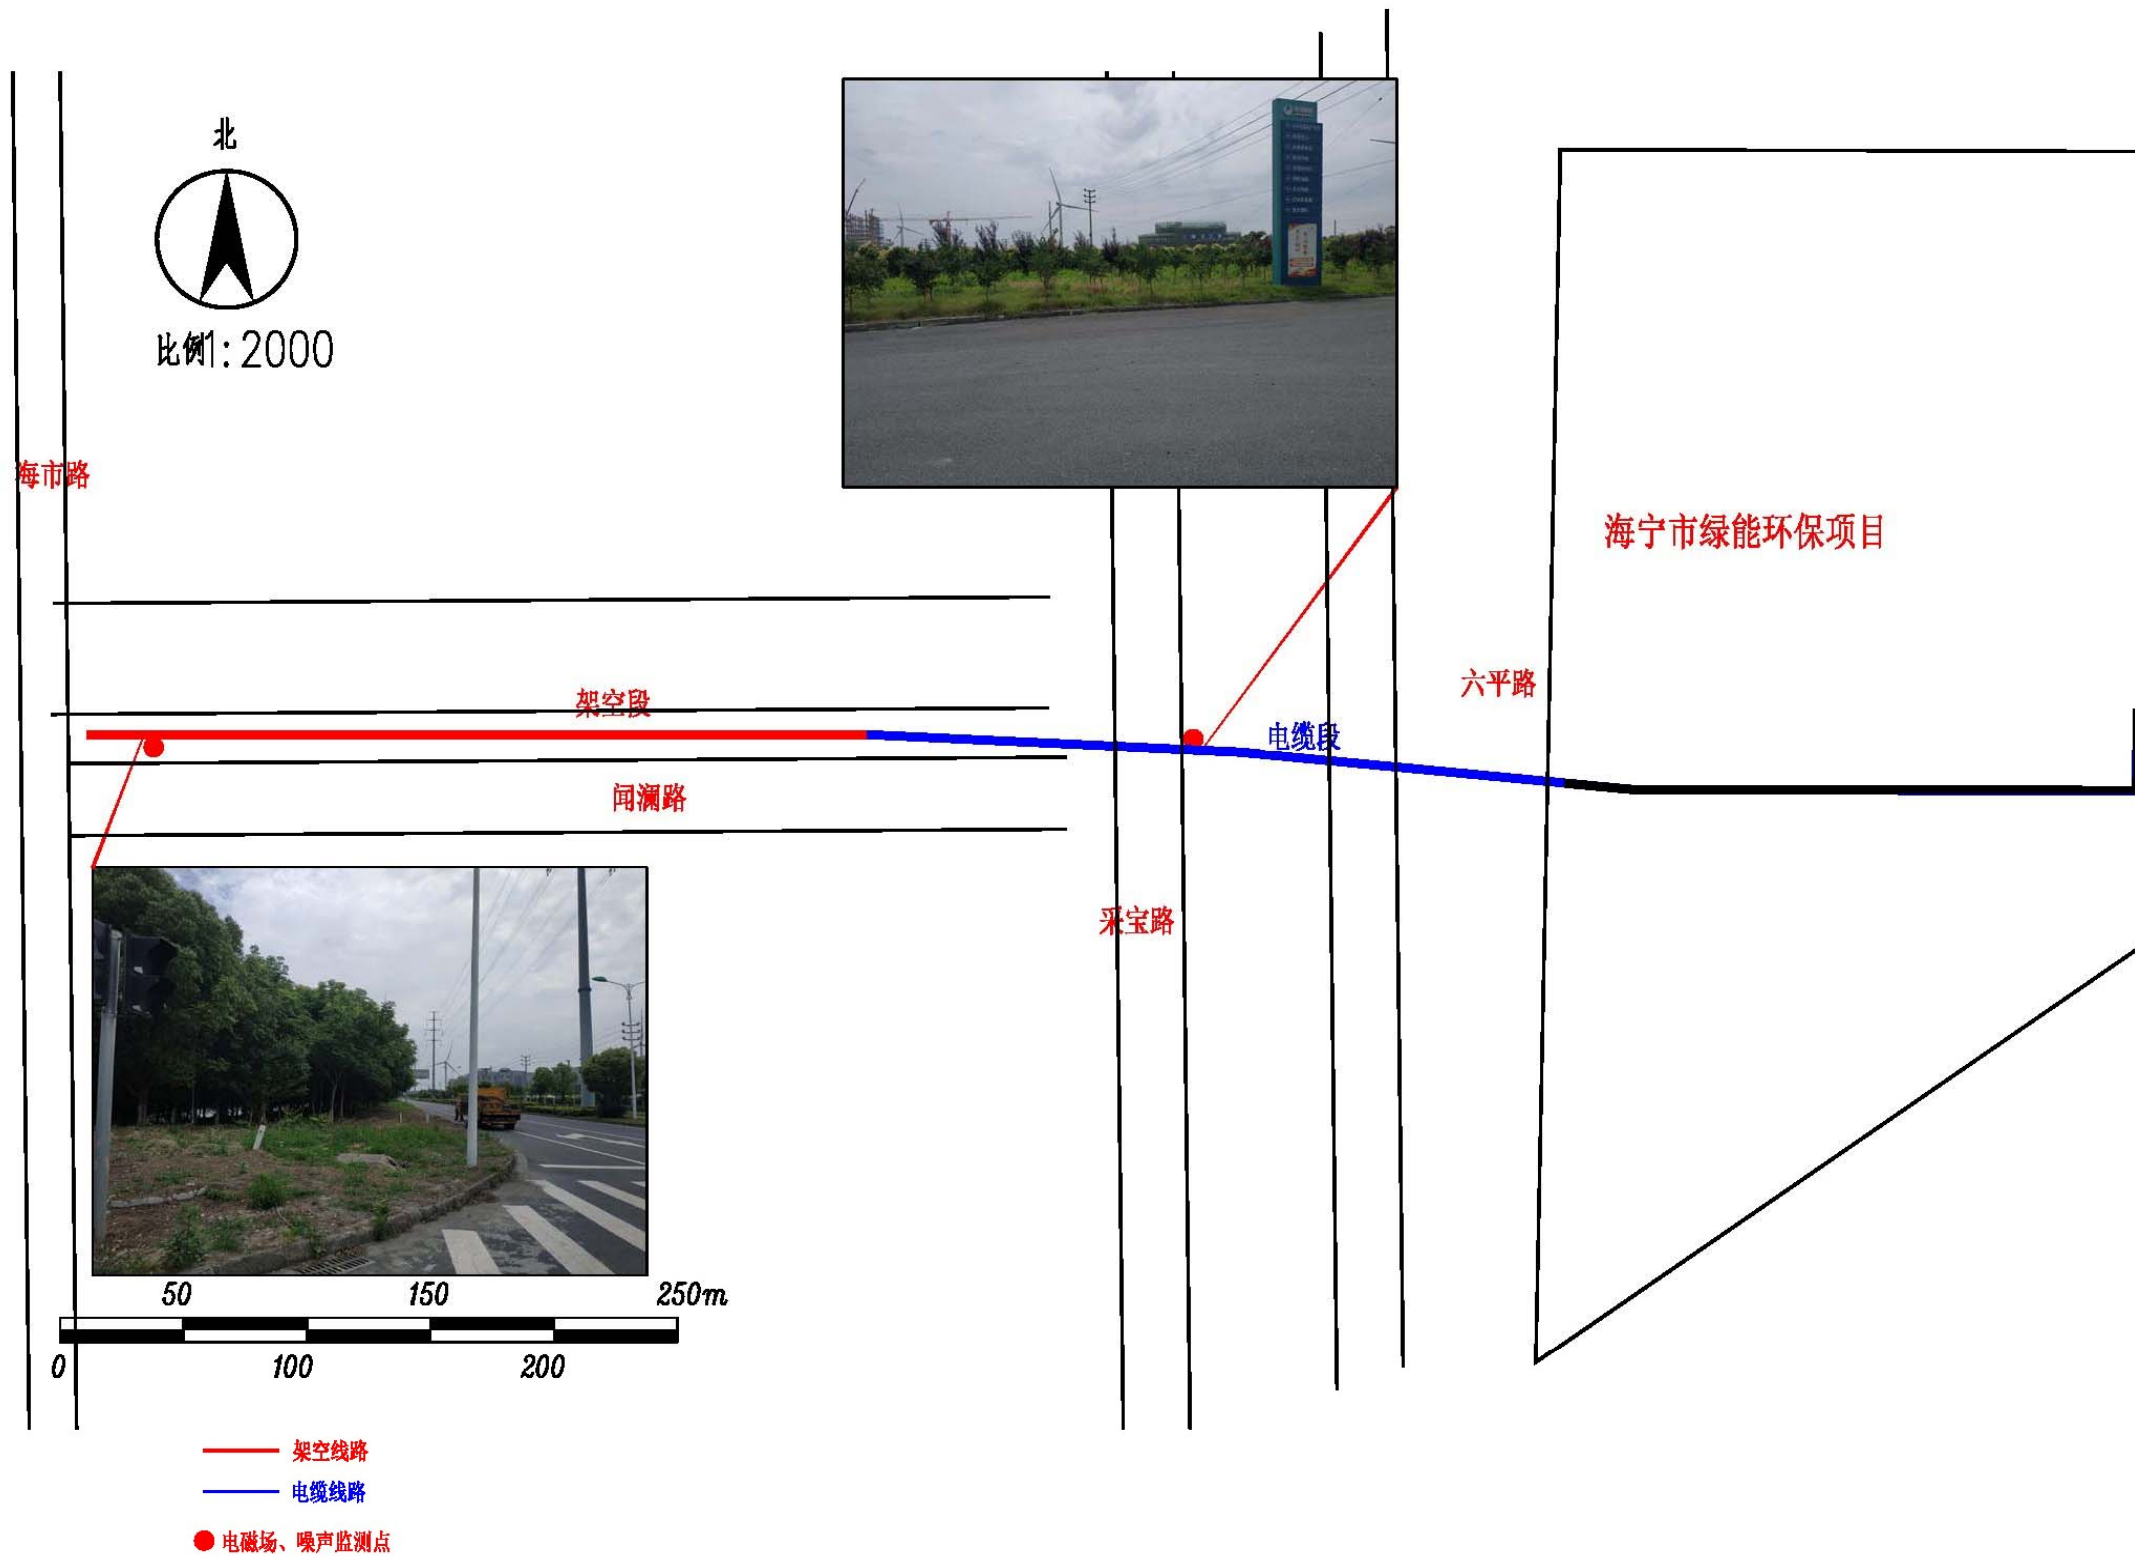 北
比例1:2000
海市路
海宁市绿能环保项目
六平路
架空段
电缆段
闻澜路
采宝路
50 150 250m
0 100 200
架空线路
电缆线路
电磁场、噪声监测点